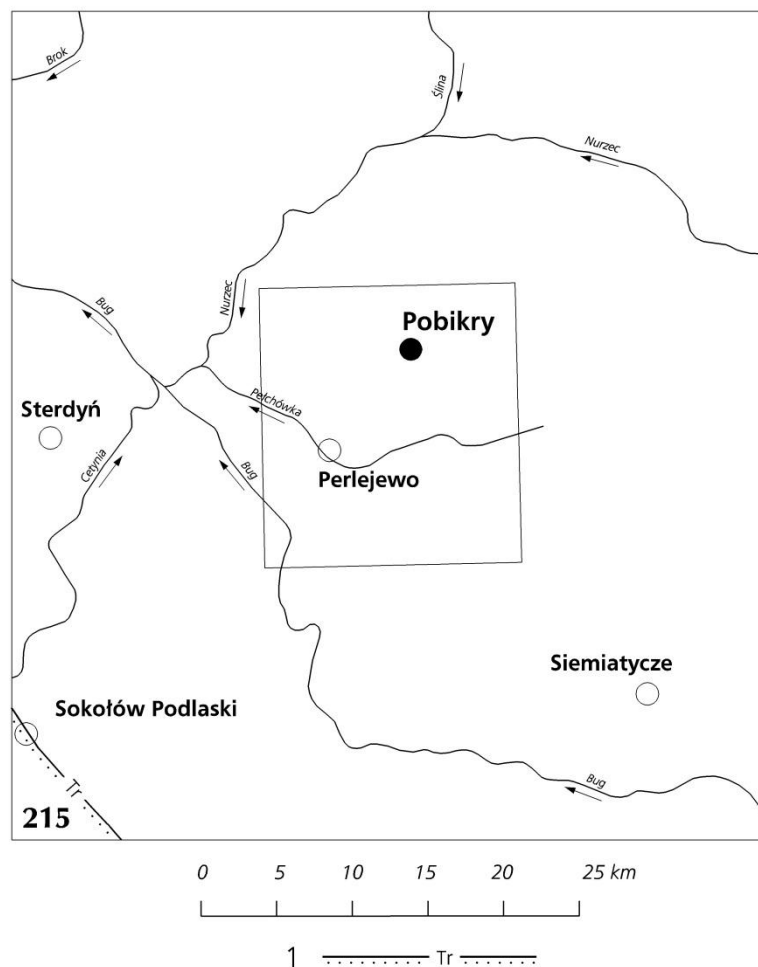 Brok
Ślina
Nurzec
Nurzec
Bug
Pobikry
Pełchówka
Sterdyń
Cetynia
Bug
Perlejewo
Siemiatycze
Sokołów Podlaski
Tr
Bug
215
0 5 10 15 20 25 km
1 Tr